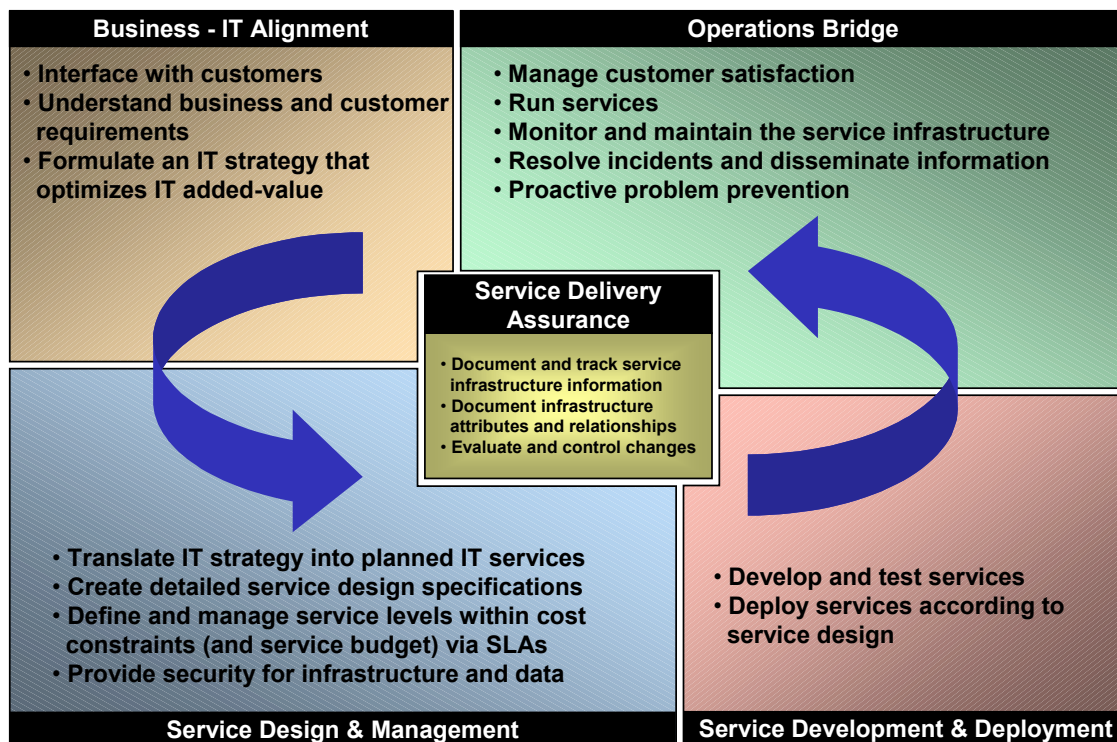 Business - IT Alignment
• Interface with customers
• Understand business and customer
requirements
• Formulate an IT strategy that
optimizes IT added-value
Operations Bridge
• Manage customer satisfaction
• Run services
• Monitor and maintain the service infrastructure
• Resolve incidents and disseminate information
• Proactive problem prevention
Service Delivery
Assurance
• Document and track service
infrastructure information
• Document infrastructure
attributes and relationships
• Evaluate and control changes
• Translate IT strategy into planned IT services
• Create detailed service design specifications
• Define and manage service levels within cost
constraints (and service budget) via SLAs
• Provide security for infrastructure and data
Service Design & Management
• Develop and test services
• Deploy services according to
service design
Service Development & Deployment